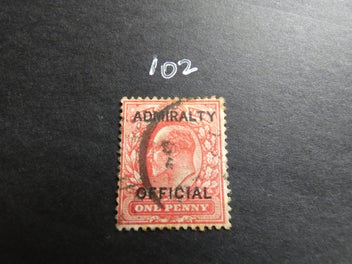 102
ADMIRALTY
OFFICIAL
ONE PENNY